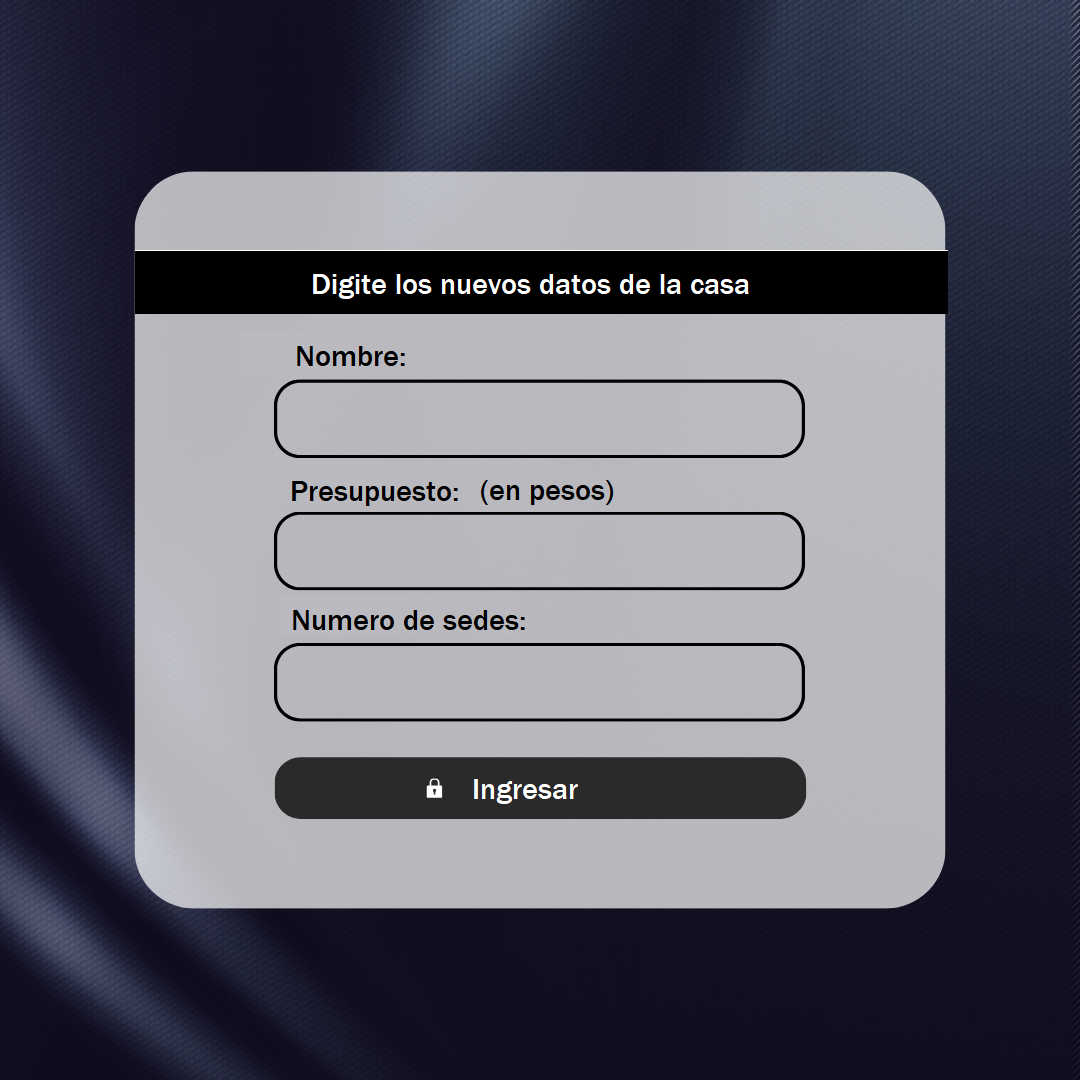 Digite los nuevos datos de la casa
Nombre:
Presupuesto: (en pesos)
Numero de sedes:
Ingresar